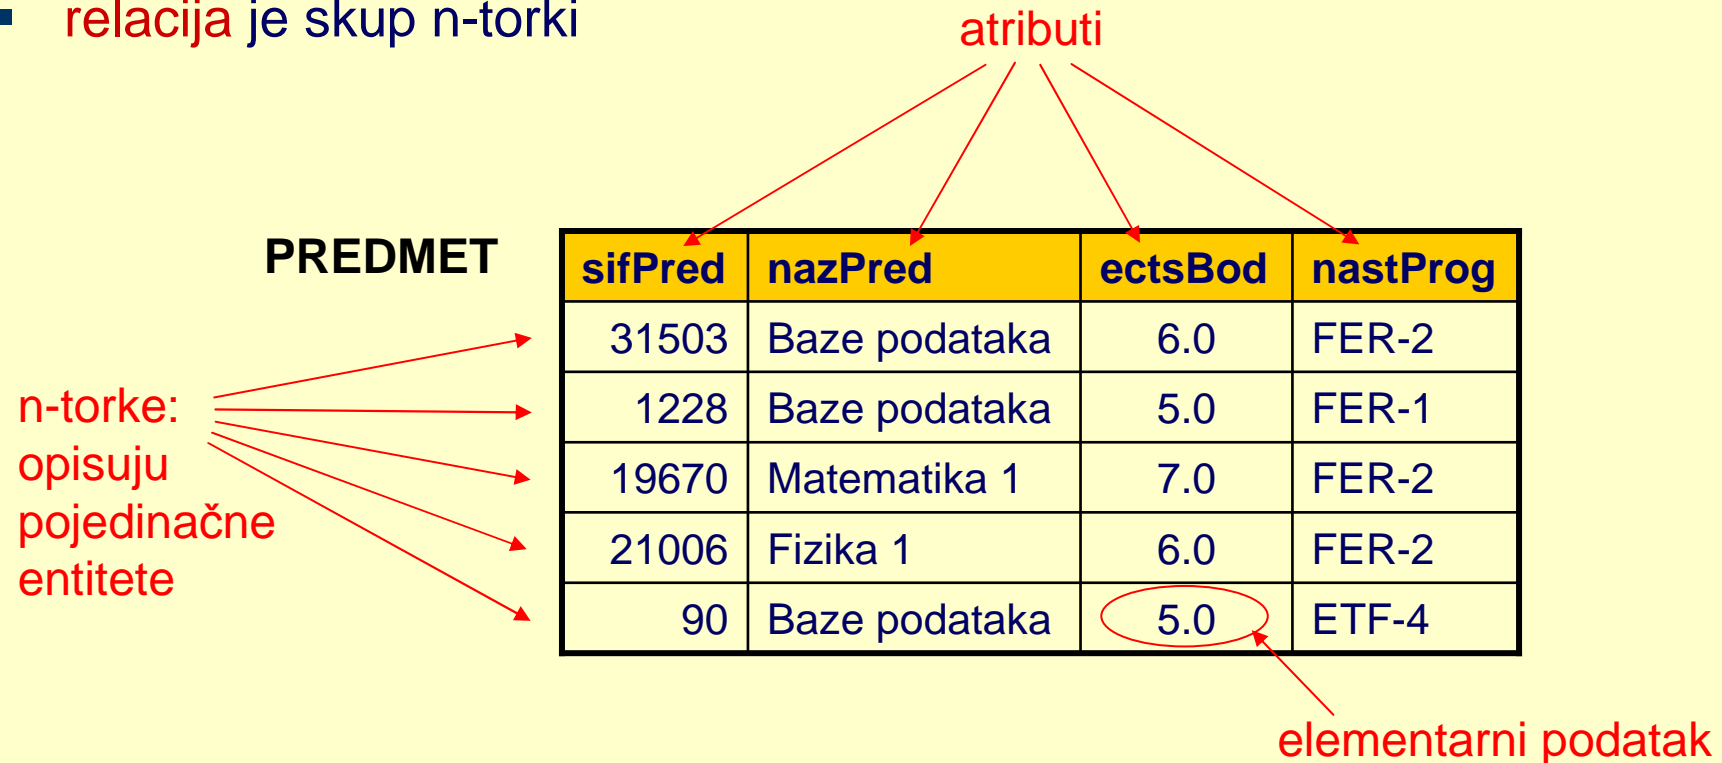 ▪ relacija je skup n-torki
atributi
PREDMET
sifPred nazPred ectsBod nastProg
31503 Baze podataka 6.0 FER-2
1228 Baze podataka 5.0 FER-1
19670 Matematika 1 7.0 FER-2
21006 Fizika 1 6.0 FER-2
90 Baze podataka 5.0 ETF-4
n-torke:
opisuju
pojedinačne
entitete
elementarni podatak